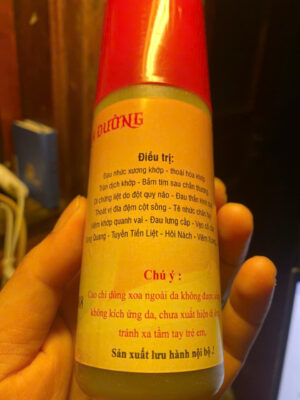 ĐƯỜNG
Điều trị:
Đau nhức xương khớp - thoái hóa khớp
Tràn dịch khớp - Bầm tím sau chấn thương
Di chứng liệt do đột quỵ não - Đau thần kinh
Thoát vị đĩa đệm cột sống - Tê nhức chân
Viêm khớp quanh vai - Đau lưng cấp - Vẹo cổ
Quang - Tuyến Tiền Liệt - Hôi Nách - Viêm
Chú ý :
Cao chỉ dùng xoa ngoài da không được
không kích ứng da, chưa xuất hiện
tránh xa tầm tay trẻ em,
Sản xuất lưu hành nội bộ